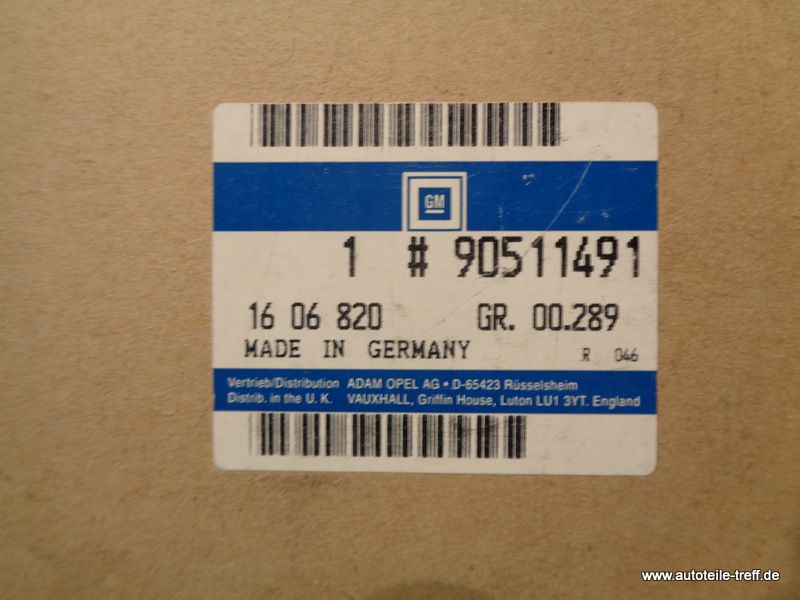 GM
1 # 90511491
16 06 820 GR. 00.289
MADE IN GERMANY R 046
Vertrieb/Distribution ADAM OPEL AG • D-65423 Rüsselsheim
Distrib. in the U. K. VAUXHALL, Griffin House, Luton LU1 3YT. England
www.autoteile-treff.de